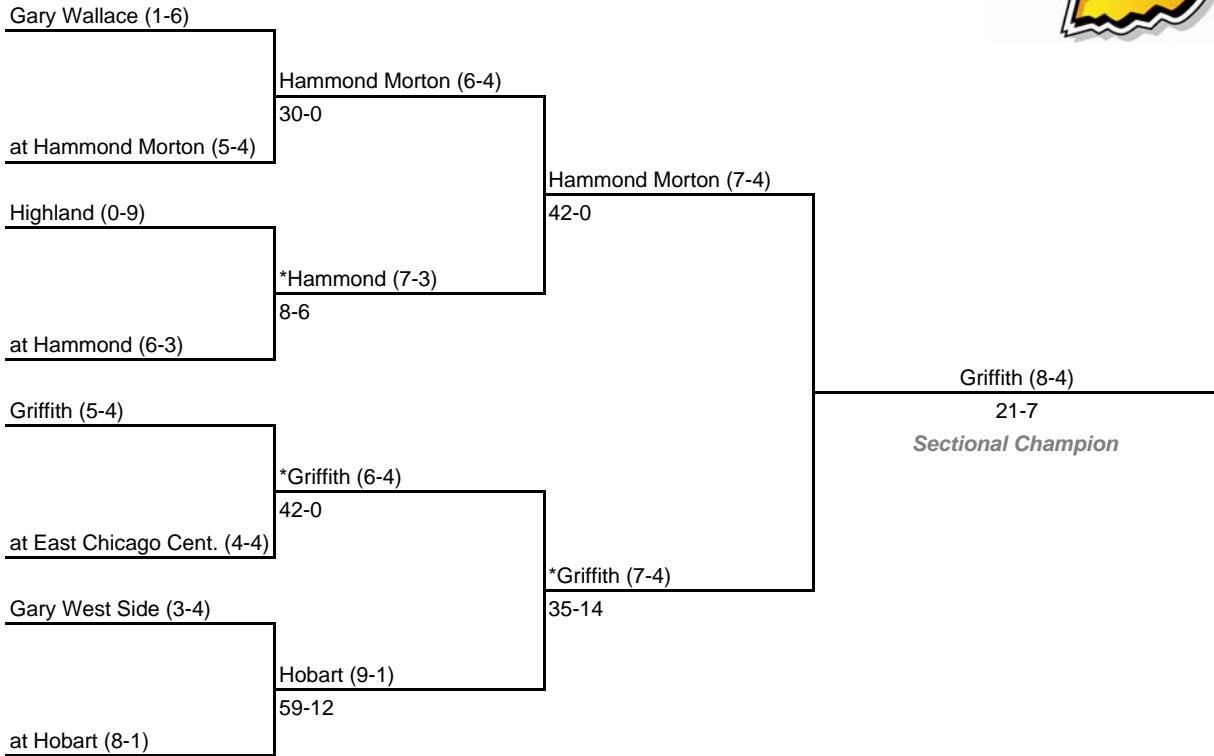 Gary Wallace (1-6)
at Hammond Morton (5-4)
Highland (0-9)
at Hammond (6-3)
Griffith (5-4)
at East Chicago Cent. (4-4)
Gary West Side (3-4)
at Hobart (8-1)
Hammond Morton (6-4)
30-0
*Hammond (7-3)
8-6
*Griffith (6-4)
42-0
Hobart (9-1)
59-12
Hammond Morton (7-4)
42-0
*Griffith (7-4)
35-14
Griffith (8-4)
21-7
Sectional Champion